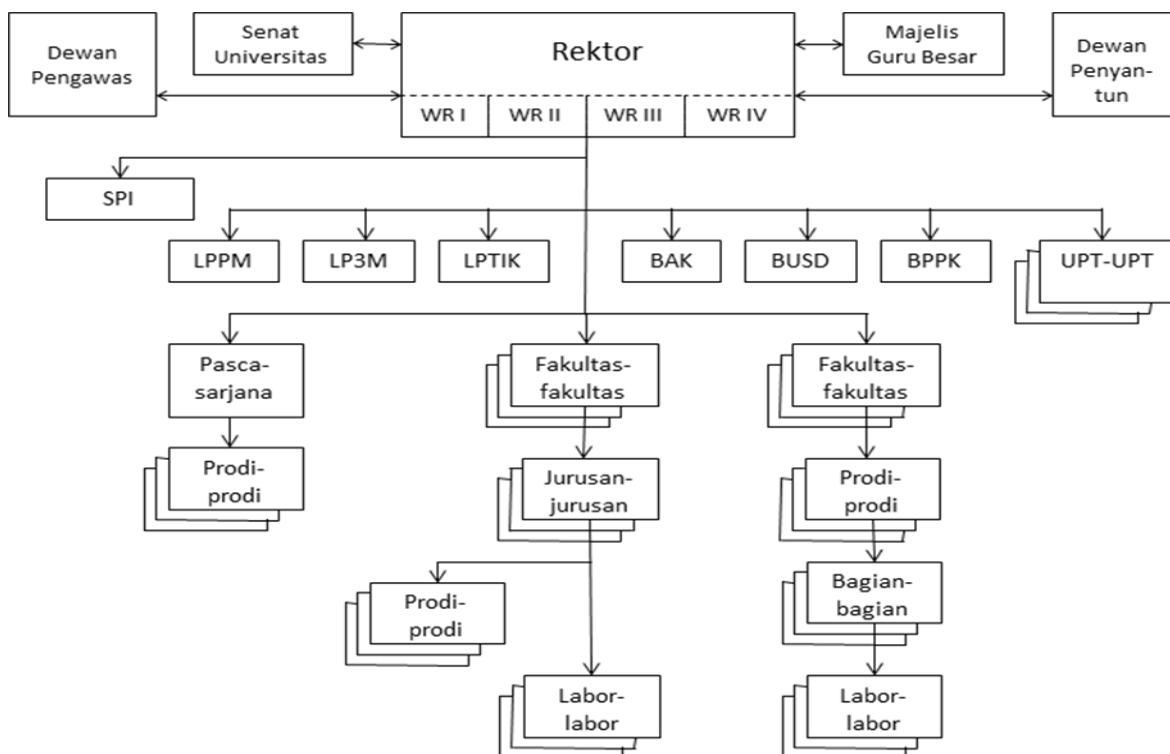 Dewan
Pengawas
Senat
Universitas
Rektor
WR I
WR II
WR III
WR IV
Majelis
Guru Besar
Dewan
Penyan-
tun
SPI
LPPM
LP3M
LPTIK
BAK
BUSD
BPPK
UPT-UPT
Pasca-
sarjana
Fakultas-
fakultas
Fakultas-
fakultas
Prodi-
prodi
Jurusan-
jurusan
Prodi-
prodi
Prodi-
prodi
Bagian-
bagian
Labor-
labor
Labor-
labor